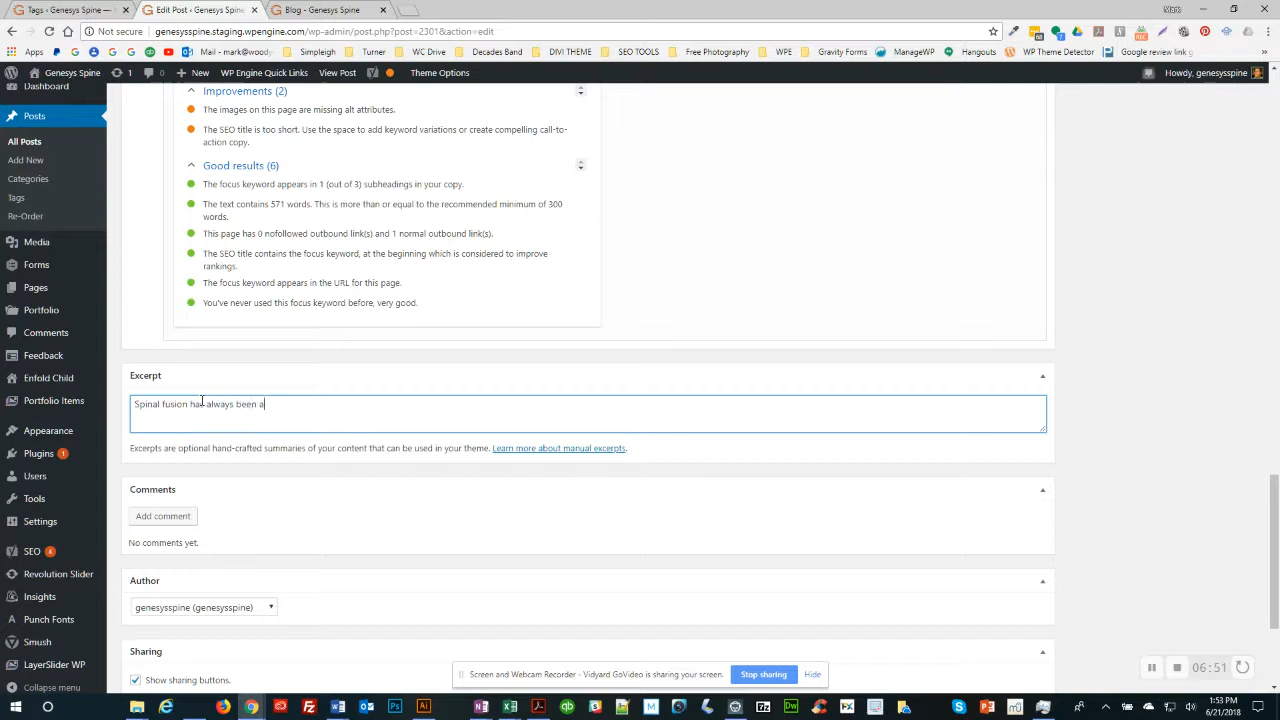 Tags ‹ Genesys Spine —
Edit Post ‹ Genesys Spine
Blog - Genesys Spine
Not secure
genesysspine.staging.wpengine.com/wp-admin/post.php?post=2301&action=edit
Apps
Mail - mark@woody
Simpleigh
Turner
WC Drive
Decades Band
DIVI THEME
SEO TOOLS
Free Photography
WPE
Gravity Forms
ManageWP
Hangouts
WP Theme Detector
Google review link g
Genesys Spine
1
0
New
WP Engine Quick Links
View Post
Theme Options
Howdy, genesysspine
Dashboard
Posts
All Posts
Add New
Categories
Tags
Re-Order
Media
Forms
Pages
Portfolio
Comments
Feedback
Enfold Child
Portfolio Items
Appearance
Plugins 1
Users
Tools
Settings
SEO 4
Revolution Slider
Insights
Punch Fonts
Smush
LayerSlider WP
Collapse menu
Improvements (2)
The images on this page are missing alt attributes.
The SEO title is too short. Use the space to add keyword variations or create compelling call-to-
action copy.
Good results (6)
The focus keyword appears in 1 (out of 3) subheadings in your copy.
The text contains 571 words. This is more than or equal to the recommended minimum of 300
words.
This page has 0 nofollowed outbound link(s) and 1 normal outbound link(s).
The SEO title contains the focus keyword, at the beginning which is considered to improve
rankings.
The focus keyword appears in the URL for this page.
You've never used this focus keyword before, very good.
Excerpt
Spinal fusion has always been a
Excerpts are optional hand-crafted summaries of your content that can be used in your theme. Learn more about manual excerpts.
Comments
Add comment
No comments yet.
Author
genesysspine (genesysspine)
Sharing
Show sharing buttons.
Screen and Webcam Recorder - Vidyard GoVideo is sharing your screen.
Stop sharing
Hide
06:51
1:53 PM
6/21/2018